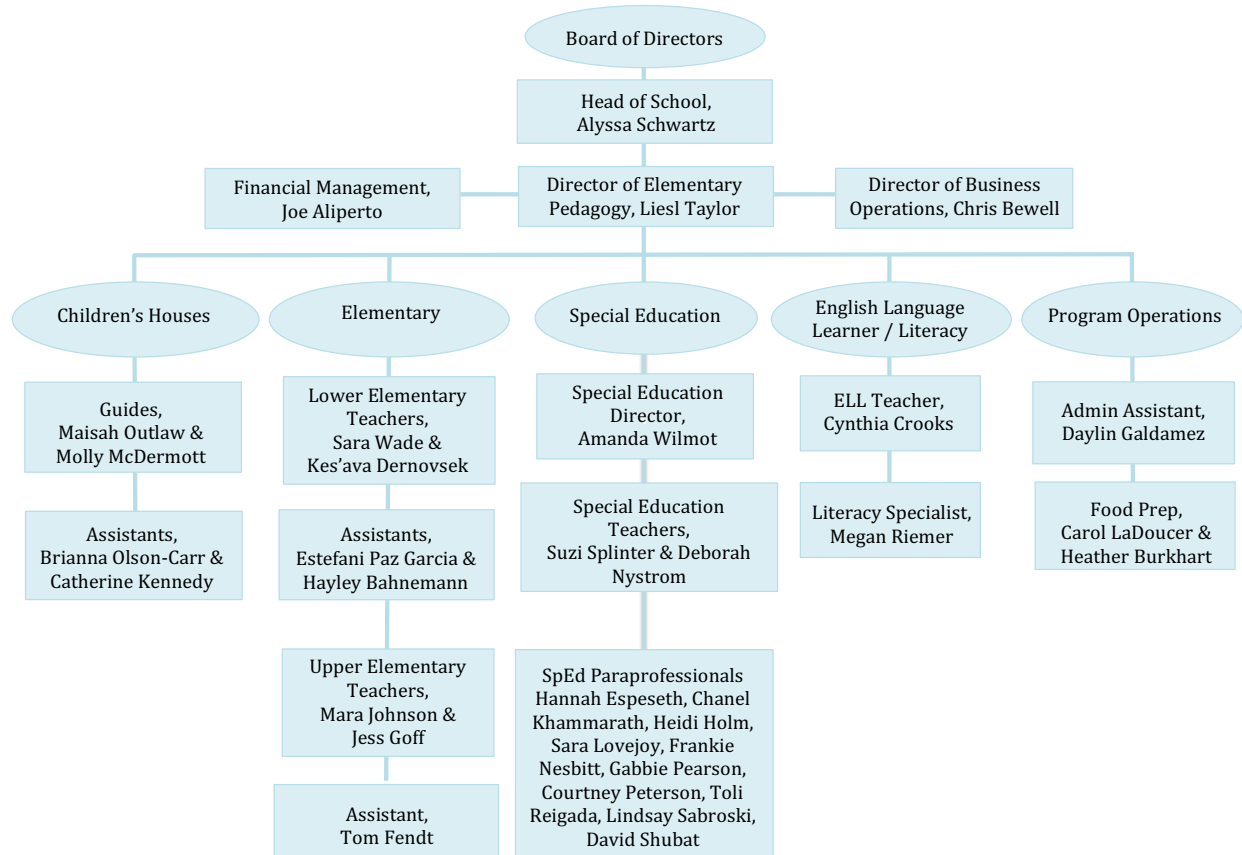 Board of Directors
Head of School,
Alyssa Schwartz
Financial Management,
Joe Aliperto
Director of Elementary
Pedagogy, Liesl Taylor
Director of Business
Operations, Chris Bewell
Children’s Houses
Elementary
Special Education
English Language
Learner / Literacy
Program Operations
Guides,
Maisah Outlaw &
Molly McDermott
Assistants,
Brianna Olson-Carr &
Catherine Kennedy
Lower Elementary
Teachers,
Sara Wade &
Kes’ava Dernovsek
Assistants,
Estefani Paz Garcia &
Hayley Bahnemann
Upper Elementary
Teachers,
Mara Johnson &
Jess Goff
Assistant,
Tom Fendt
Special Education
Director,
Amanda Wilmot
Special Education
Teachers,
Suzi Splinter & Deborah
Nystrom
SpEd Paraprofessionals
Hannah Espeseth, Chanel
Khammarath, Heidi Holm,
Sara Lovejoy, Frankie
Nesbitt, Gabbie Pearson,
Courtney Peterson, Toli
Reigada, Lindsay Sabroski,
David Shubat
ELL Teacher,
Cynthia Crooks
Literacy Specialist,
Megan Riemer
Admin Assistant,
Daylin Galdamez
Food Prep,
Carol LaDoucer &
Heather Burkhart